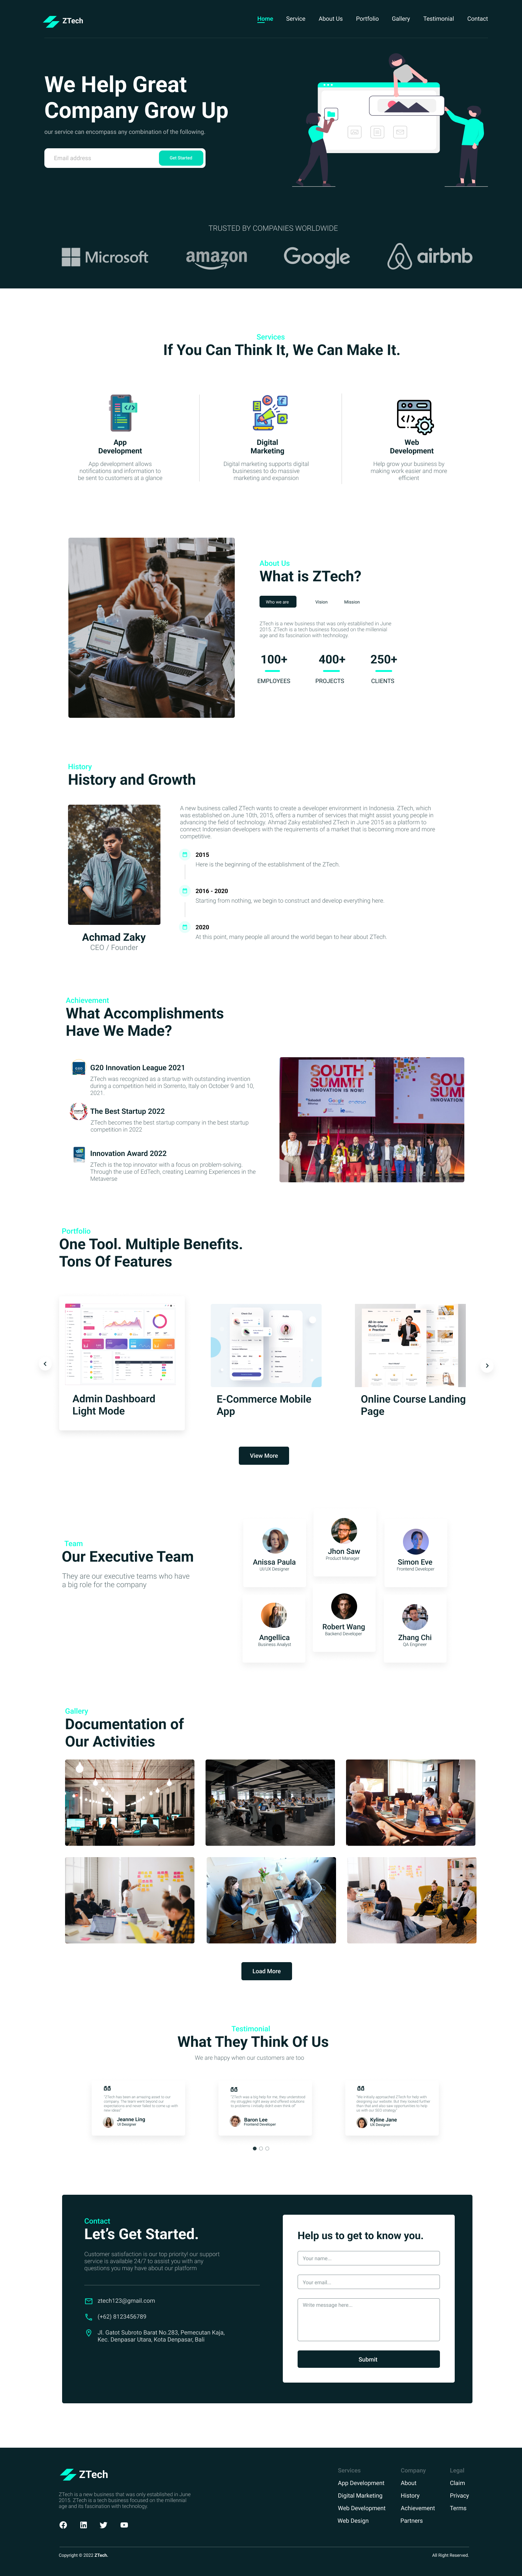 ZTech
Home Service About Us Portfolio Gallery Testimonial Contact
We Help Great
Company Grow Up
our service can encompass any combination of the following.
Email address
Get Started
TRUSTED BY COMPANIES WORLDWIDE
Microsoft amazon Google airbnb
Services
If You Can Think It, We Can Make It.
App
Development
App development allows
notifications and information to
be sent to customers at a glance
Digital
Marketing
Digital marketing supports digital
businesses to do massive
marketing and expansion
Web
Development
Help grow your business by
making work easier and more
efficient
About Us
What is ZTech?
Who we are Vision Mission
ZTech is a new business that was only established in June
2015. ZTech is a tech business focused on the millennial
age and its fascination with technology.
100+ 400+ 250+
EMPLOYEES PROJECTS CLIENTS
History
History and Growth
A new business called ZTech wants to create a developer environment in Indonesia. ZTech, which
was established on June 10th, 2015, offers a number of services that might assist young people in
advancing the field of technology. Ahmad Zaky established ZTech in June 2015 as a platform to
connect Indonesian developers with the requirements of a market that is becoming more and more
competitive.
2015
Here is the beginning of the establishment of the ZTech.
2016 - 2020
Starting from nothing, we begin to construct and develop everything here.
2020
At this point, many people all around the world began to hear about ZTech.
Achmad Zaky
CEO / Founder
Achievement
What Accomplishments
Have We Made?
G20 Innovation League 2021
ZTech was recognized as a startup with outstanding invention
during a competition held in Sorrento, Italy on October 9 and 10,
2021.
The Best Startup 2022
ZTech becomes the best startup company in the best startup
competition in 2022
Innovation Award 2022
ZTech is the top innovator with a focus on problem-solving.
Through the use of EdTech, creating Learning Experiences in the
Metaverse
SOUTH
SUMMIT
INNOVATION IS NOW!
Google
SOU
SUMM
INNOVATION
Portfolio
One Tool. Multiple Benefits.
Tons Of Features
Admin Dashboard
Light Mode
E-Commerce Mobile
App
Online Course Landing
Page
View More
Team
Our Executive Team
They are our executive teams who have
a big role for the company
Anissa Paula
UI/UX Designer
Jhon Saw
Product Manager
Simon Eve
Frontend Developer
Angellica
Business Analyst
Robert Wang
Backend Developer
Zhang Chi
QA Engineer
Gallery
Documentation of
Our Activities
Load More
Testimonial
What They Think Of Us
We are happy when our customers are too
Jeanne Ling
UI Designer
Baron Lee
Frontend Developer
Kyline Jane
UX Designer
Contact
Let's Get Started.
Customer satisfaction is our top priority! our support
service is available 24/7 to assist you with any
questions you may have about our platform
ztech123@gmail.com
(+62) 8123456789
Jl. Gatot Subroto Barat No.283, Pemecutan Kaja,
Kec. Denpasar Utara, Kota Denpasar, Bali
Help us to get to know you.
Your name...
Your email...
Write message here...
Submit
ZTech
ZTech is a new business that was only established in June
2015. ZTech is a tech business focused on the millennial
age and its fascination with technology.
Services
App Development
Digital Marketing
Web Development
Web Design
Company
About
History
Achievement
Partners
Legal
Claim
Privacy
Terms
Copyright © 2022 ZTech.
All Right Reserved.